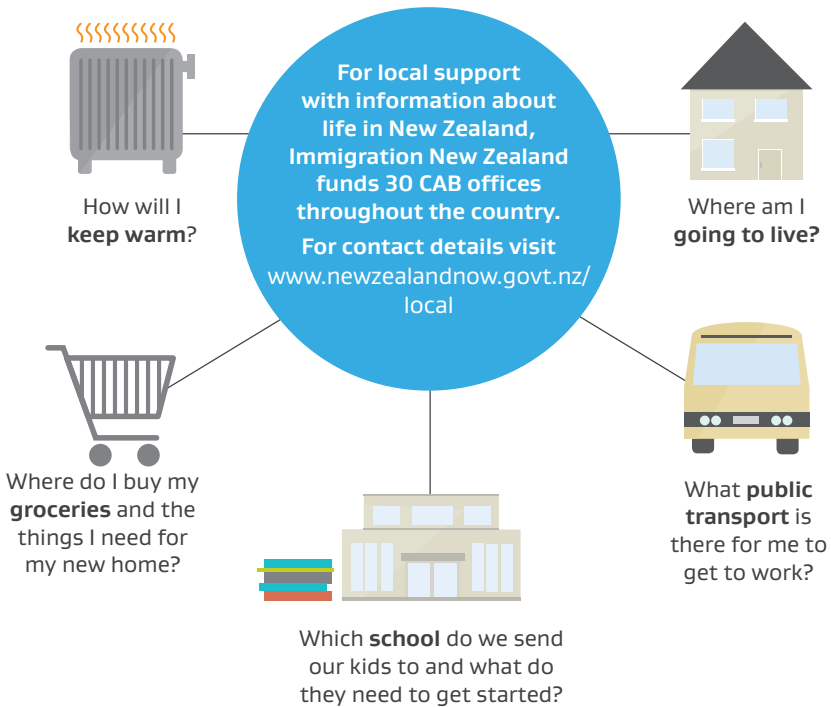 For local support
with information about
life in New Zealand,
Immigration New Zealand
funds 30 CAB offices
throughout the country.
For contact details visit
www.newzealandnow.govt.nz/
local
How will I
keep warm?
Where am I
going to live?
Where do I buy my
groceries and the
things I need for
my new home?
What public
transport is
there for me to
get to work?
Which school do we send
our kids to and what do
they need to get started?